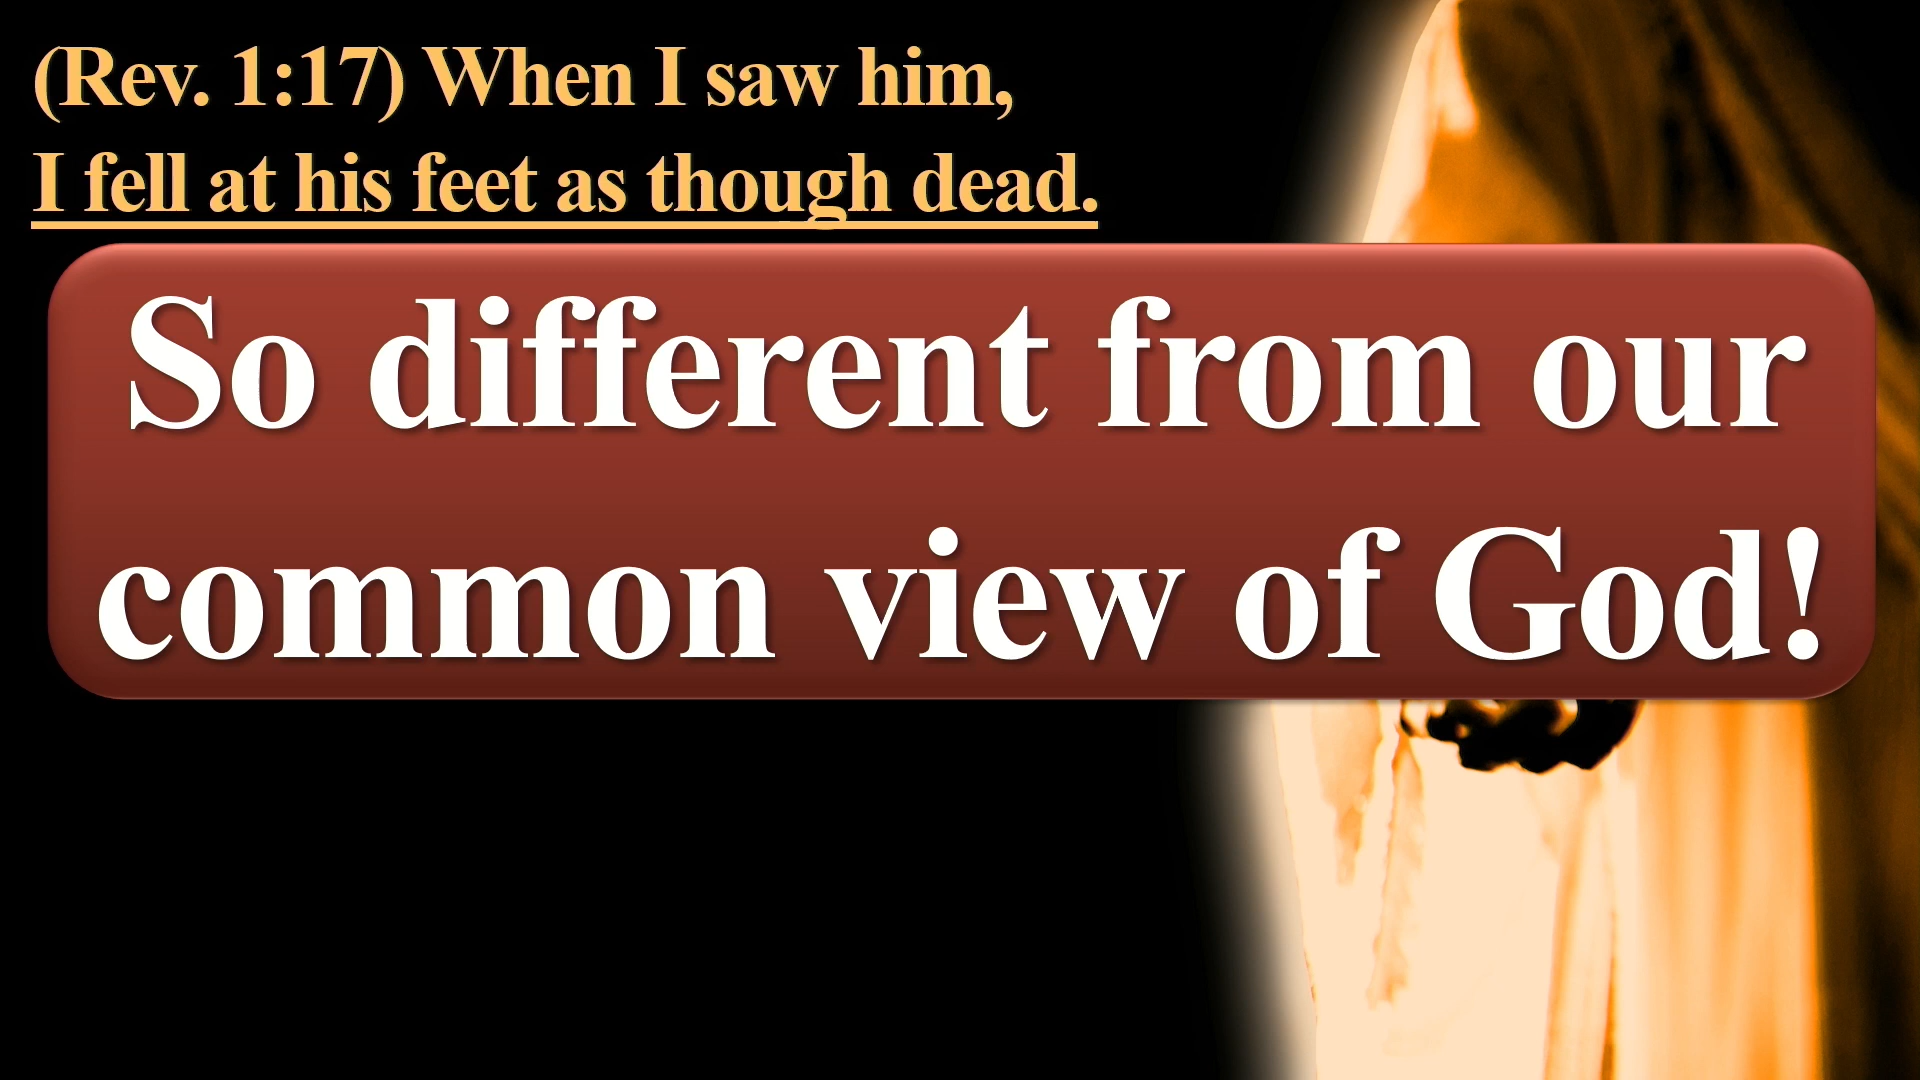 (Rev. 1:17) When I saw him,
I fell at his feet as though dead.
So different from our
common view of God!